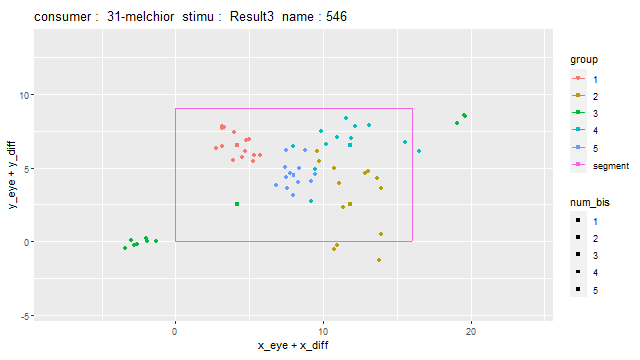 consumer :  31-melchior  stimu :  Result3  name : 546
group
1
2
3
4
5
segment
num_bis
1
2
3
4
5
10
5
0
-5
0
10
20
y_eye + y_diff
x_eye + x_diff